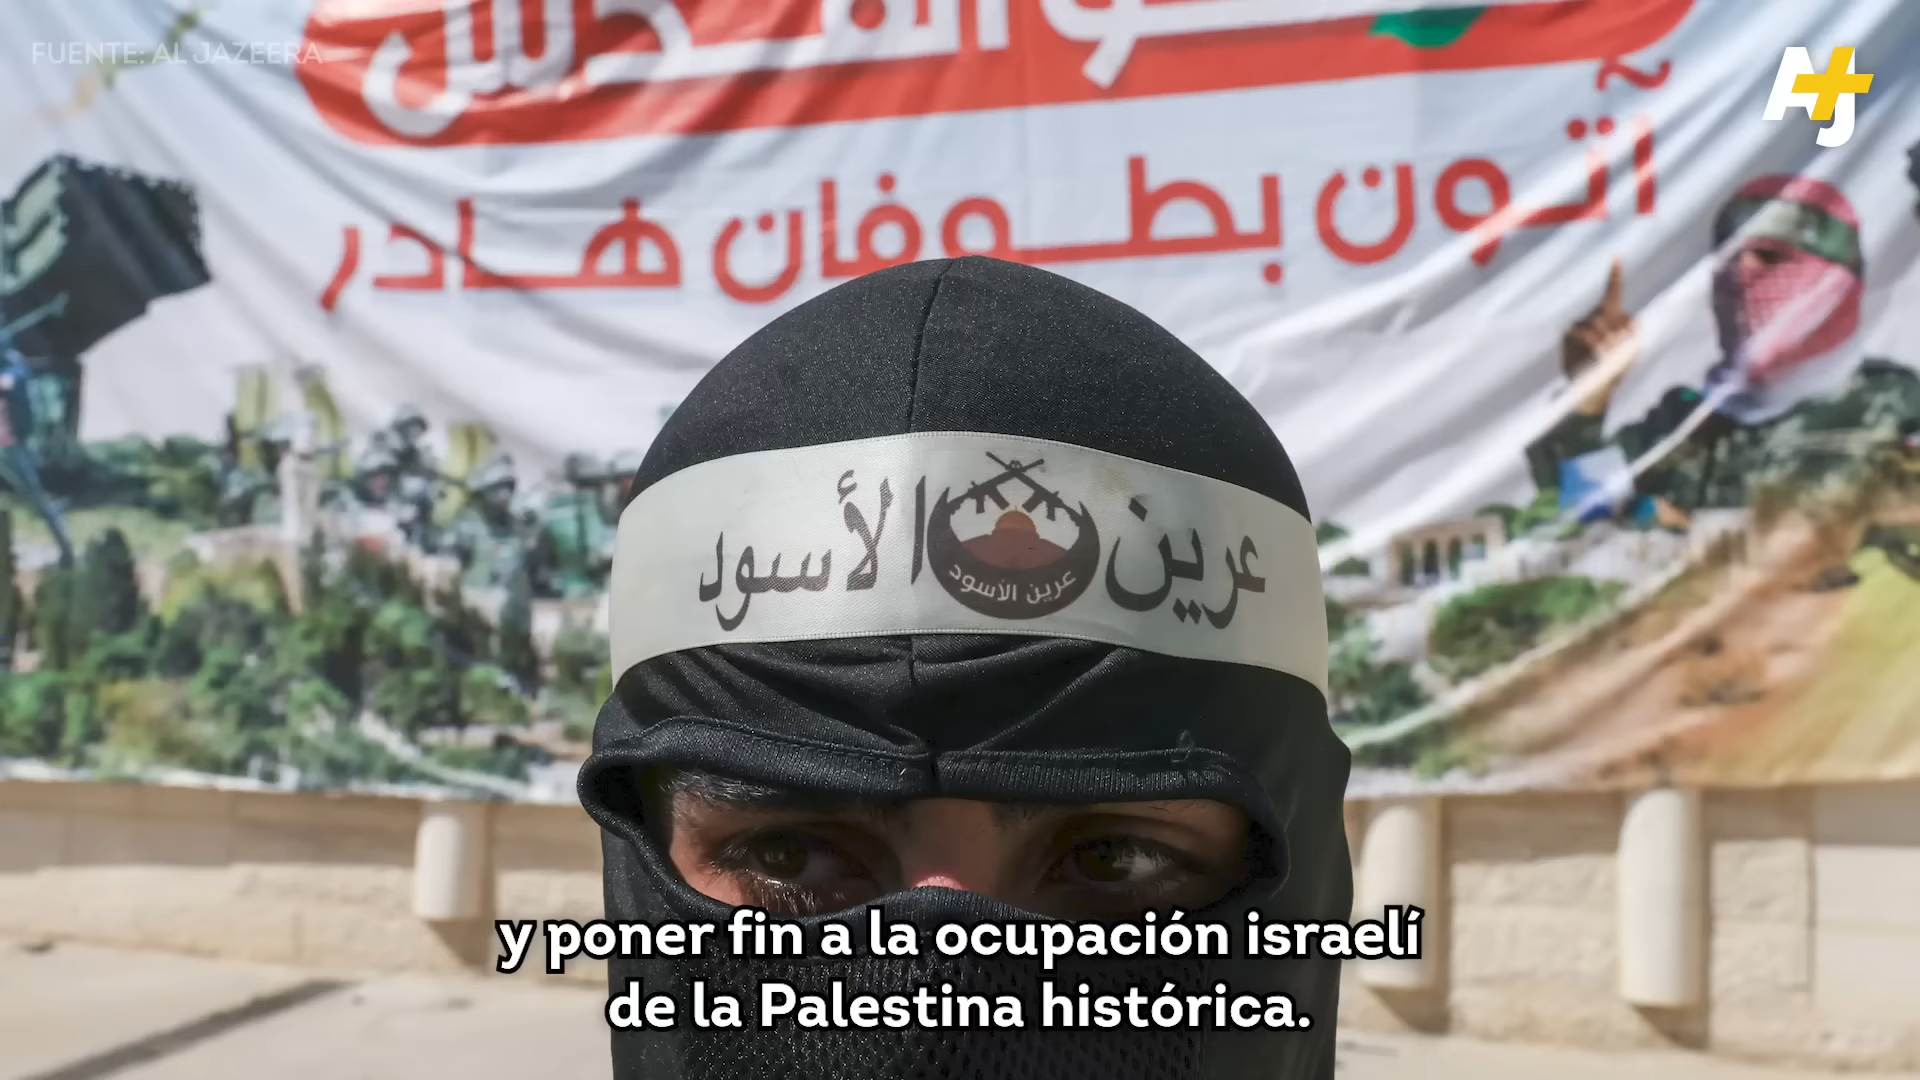 FUENTE: AL JAZEERA
AJ+
القدس
آتون بطوفان هادر
عرين الأسود
عرين الأسود
y poner fin a la ocupación israelí
de la Palestina histórica.